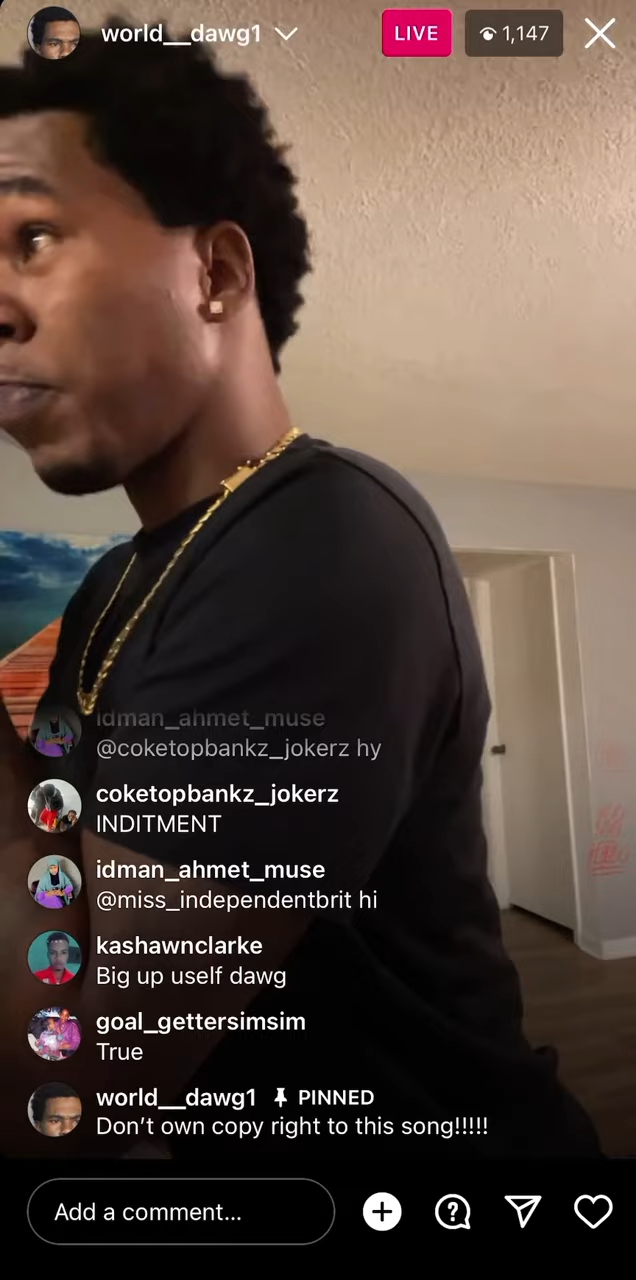 world__dawg1
LIVE
1,147
idman_ahmet_muse
@coketopbankz_jokerz hy
coketopbankz_jokerz
INDITMENT
idman_ahmet_muse
@miss_independentbrit hi
kashawnclarke
Big up uself dawg
goal_gettersimsim
True
world__dawg1 PINNED
Don’t own copy right to this song!!!!!
Add a comment...